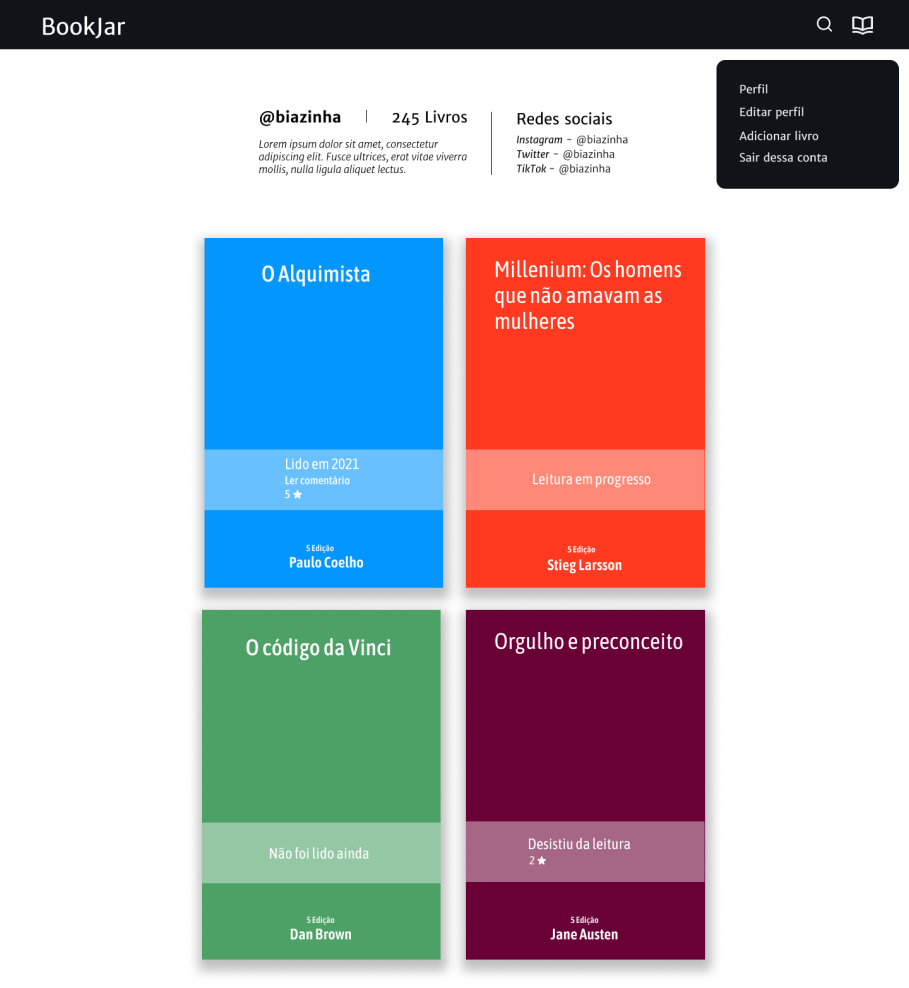 BookJar
Perfil
Editar perfil
Adicionar livro
Sair dessa conta
@biazinha | 245 Livros
Lorem ipsum dolor sit amet, consectetur
adipiscing elit. Fusce ultrices, erat vitae viverra
mollis, nulla ligula aliquet lectus.
Redes sociais
Instagram - @biazinha
Twitter - @biazinha
TikTok - @biazinha
O Alquimista
Lido em 2021
Ler comentário
5 ★
5 Edição
Paulo Coelho
Millenium: Os homens
que não amavam as
mulheres
Leitura em progresso
5 Edição
Stieg Larsson
O código da Vinci
Não foi lido ainda
5 Edição
Dan Brown
Orgulho e preconceito
Desistiu da leitura
2 ★
5 Edição
Jane Austen